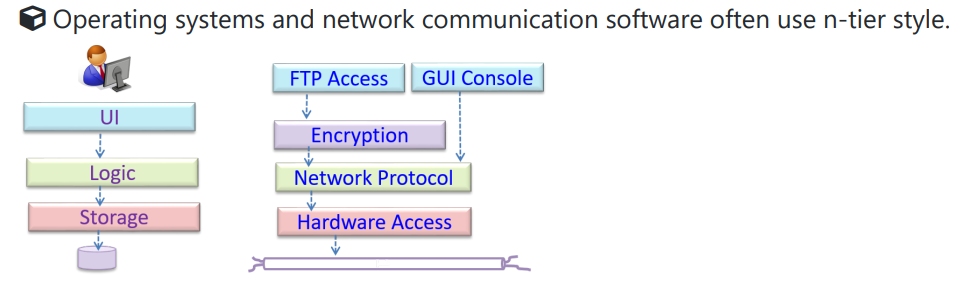 Operating systems and network communication software often use n-tier style.
UI
Logic
Storage
FTP Access
GUI Console
Encryption
Network Protocol
Hardware Access